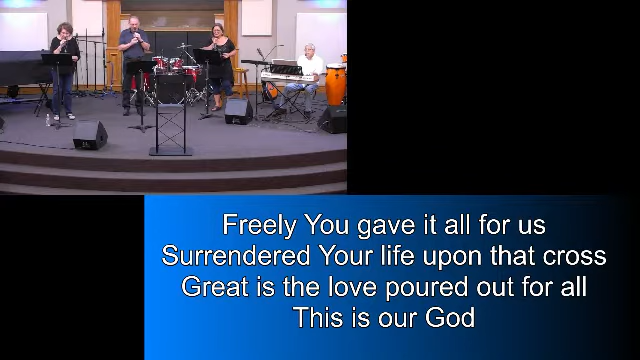 Freely You gave it all for us
Surrendered Your life upon that cross
Great is the love poured out for all
This is our God